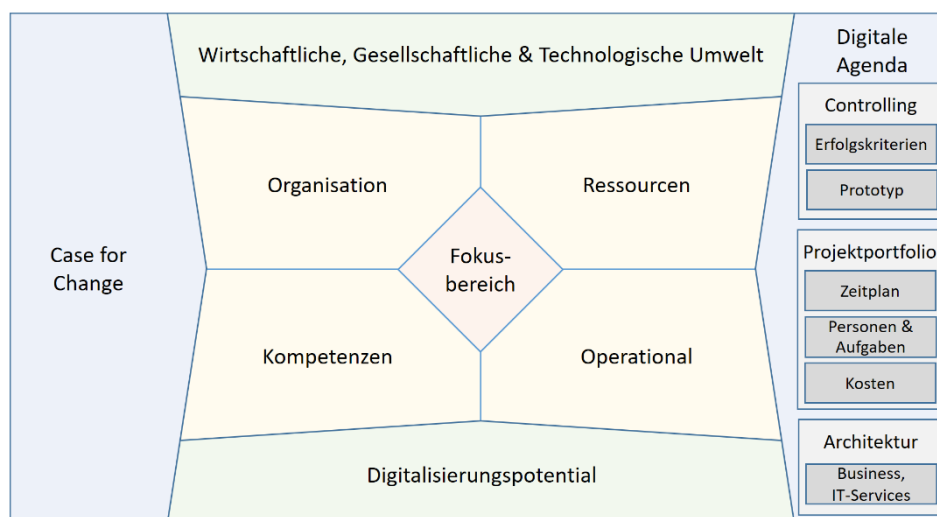 Wirtschaftliche, Gesellschaftliche & Technologische Umwelt
Organisation
Ressourcen
Case for
Change
Fokus-
bereich
Kompetenzen
Operational
Digitalisierungspotential
Digitale
Agenda
Controlling
Erfolgskriterien
Prototyp
Projektportfolio
Zeitplan
Personen &
Aufgaben
Kosten
Architektur
Business,
IT-Services